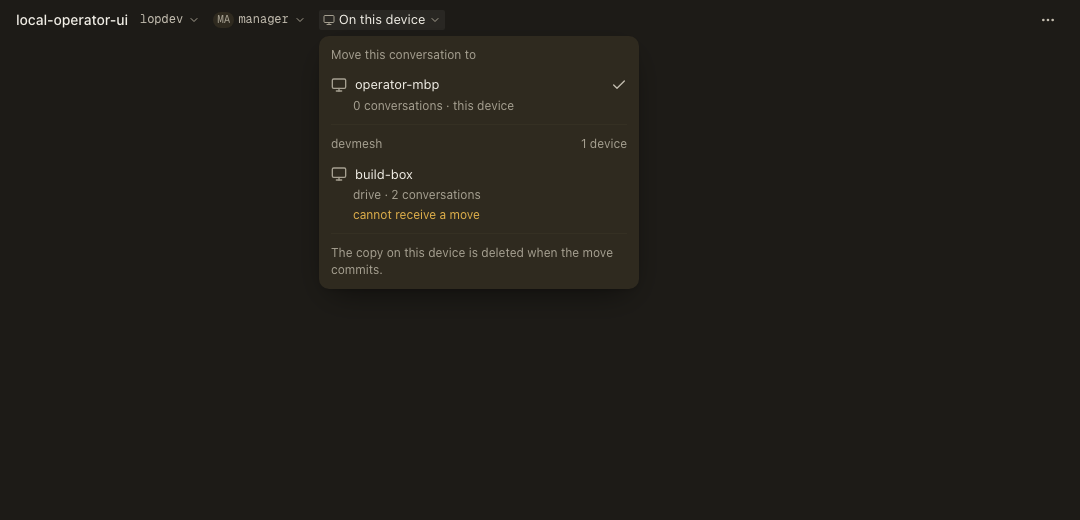 local-operator-ui lopdev MA manager On this device
Move this conversation to
operator-mbp
0 conversations · this device
devmesh 1 device
build-box
drive · 2 conversations
cannot receive a move
The copy on this device is deleted when the move
commits.